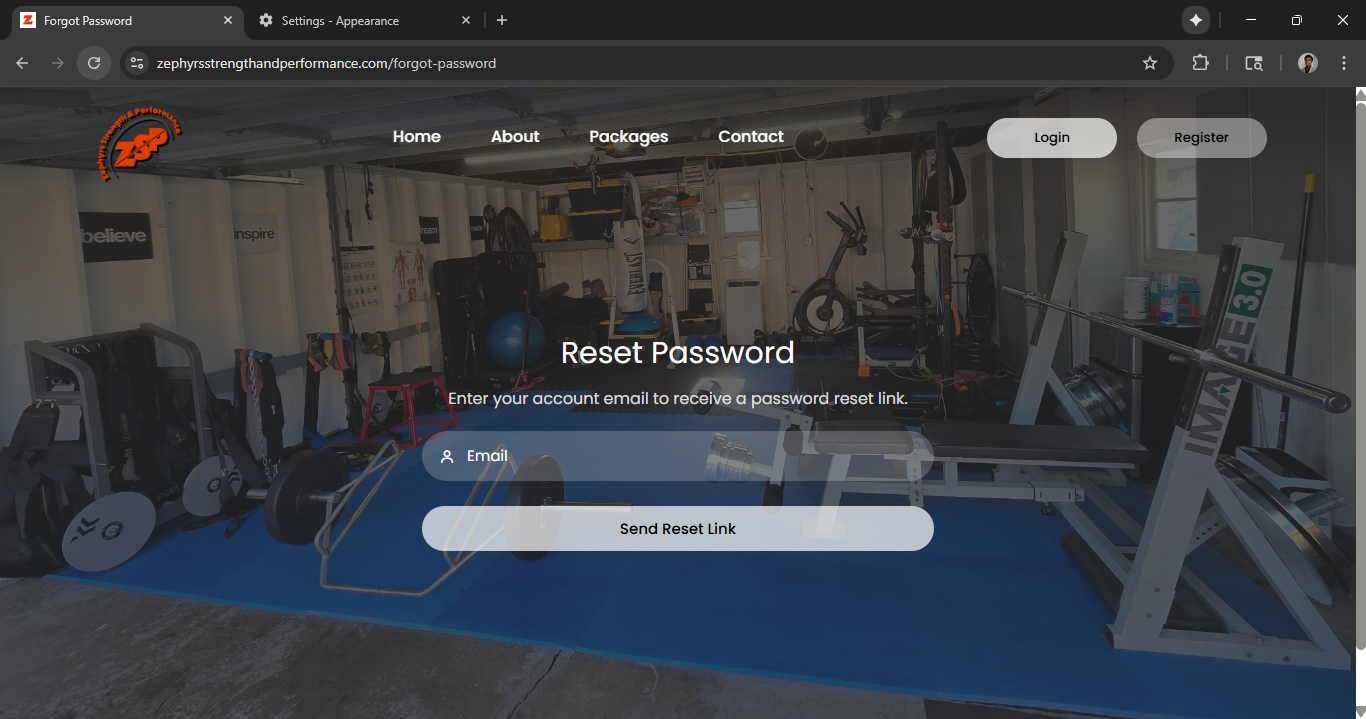 Forgot Password
Settings - Appearance
zephyrsstrengthandperformance.com/forgot-password
Zephyrs Strength & Performance
ZSP
Home
About
Packages
Contact
Login
Register
believe
inspire
EVERLAST
IMAGE 3.0
Reset Password
Enter your account email to receive a password reset link.
Email
Send Reset Link